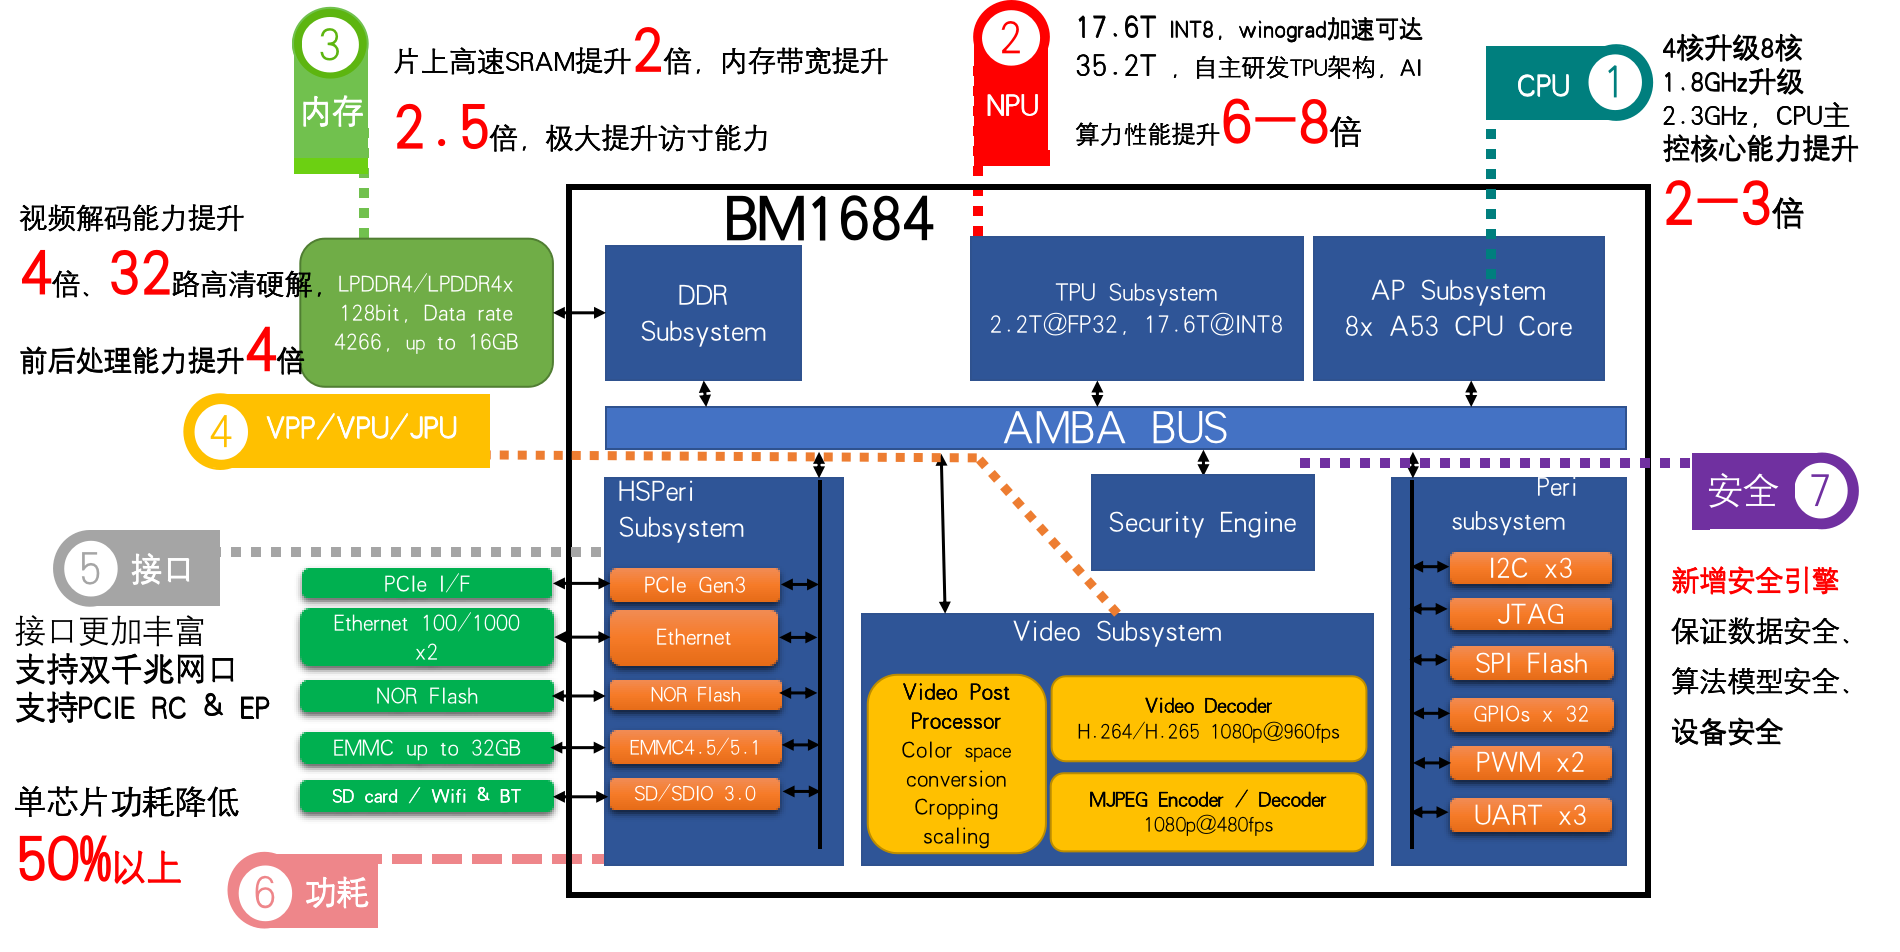 3
内存
片上高速SRAM提升2倍，内存带宽提升
2.5倍，极大提升访寸能力
2
NPU
17.6T INT8，winograd加速可达
35.2T ，自主研发TPU架构，AI
算力性能提升6—8倍
CPU 1
4核升级8核
1.8GHz升级
2.3GHz，CPU主
控核心能力提升
2—3倍
视频解码能力提升
4倍、32路高清硬解，
前后处理能力提升4倍
4 VPP/VPU/JPU
LPDDR4/LPDDR4x
128bit, Data rate
4266, up to 16GB
BM1684
DDR
Subsystem
TPU Subsystem
2.2T@FP32, 17.6T@INT8
AP Subsystem
8x A53 CPU Core
AMBA BUS
HSPeri
Subsystem
Security Engine
Peri
subsystem
安全 7
新增安全引擎
保证数据安全、
算法模型安全、
设备安全
5 接口
接口更加丰富
支持双千兆网口
支持PCIE RC & EP
PCIe I/F
Ethernet 100/1000
x2
NOR Flash
EMMC up to 32GB
SD card / Wifi & BT
PCIe Gen3
Ethernet
NOR Flash
EMMC4.5/5.1
SD/SDIO 3.0
Video Subsystem
Video Post
Processor
Color space
conversion
Cropping
scaling
Video Decoder
H.264/H.265 1080p@960fps
MJPEG Encoder / Decoder
1080p@480fps
I2C x3
JTAG
SPI Flash
GPIOs x 32
PWM x2
UART x3
单芯片功耗降低
50%以上
6 功耗